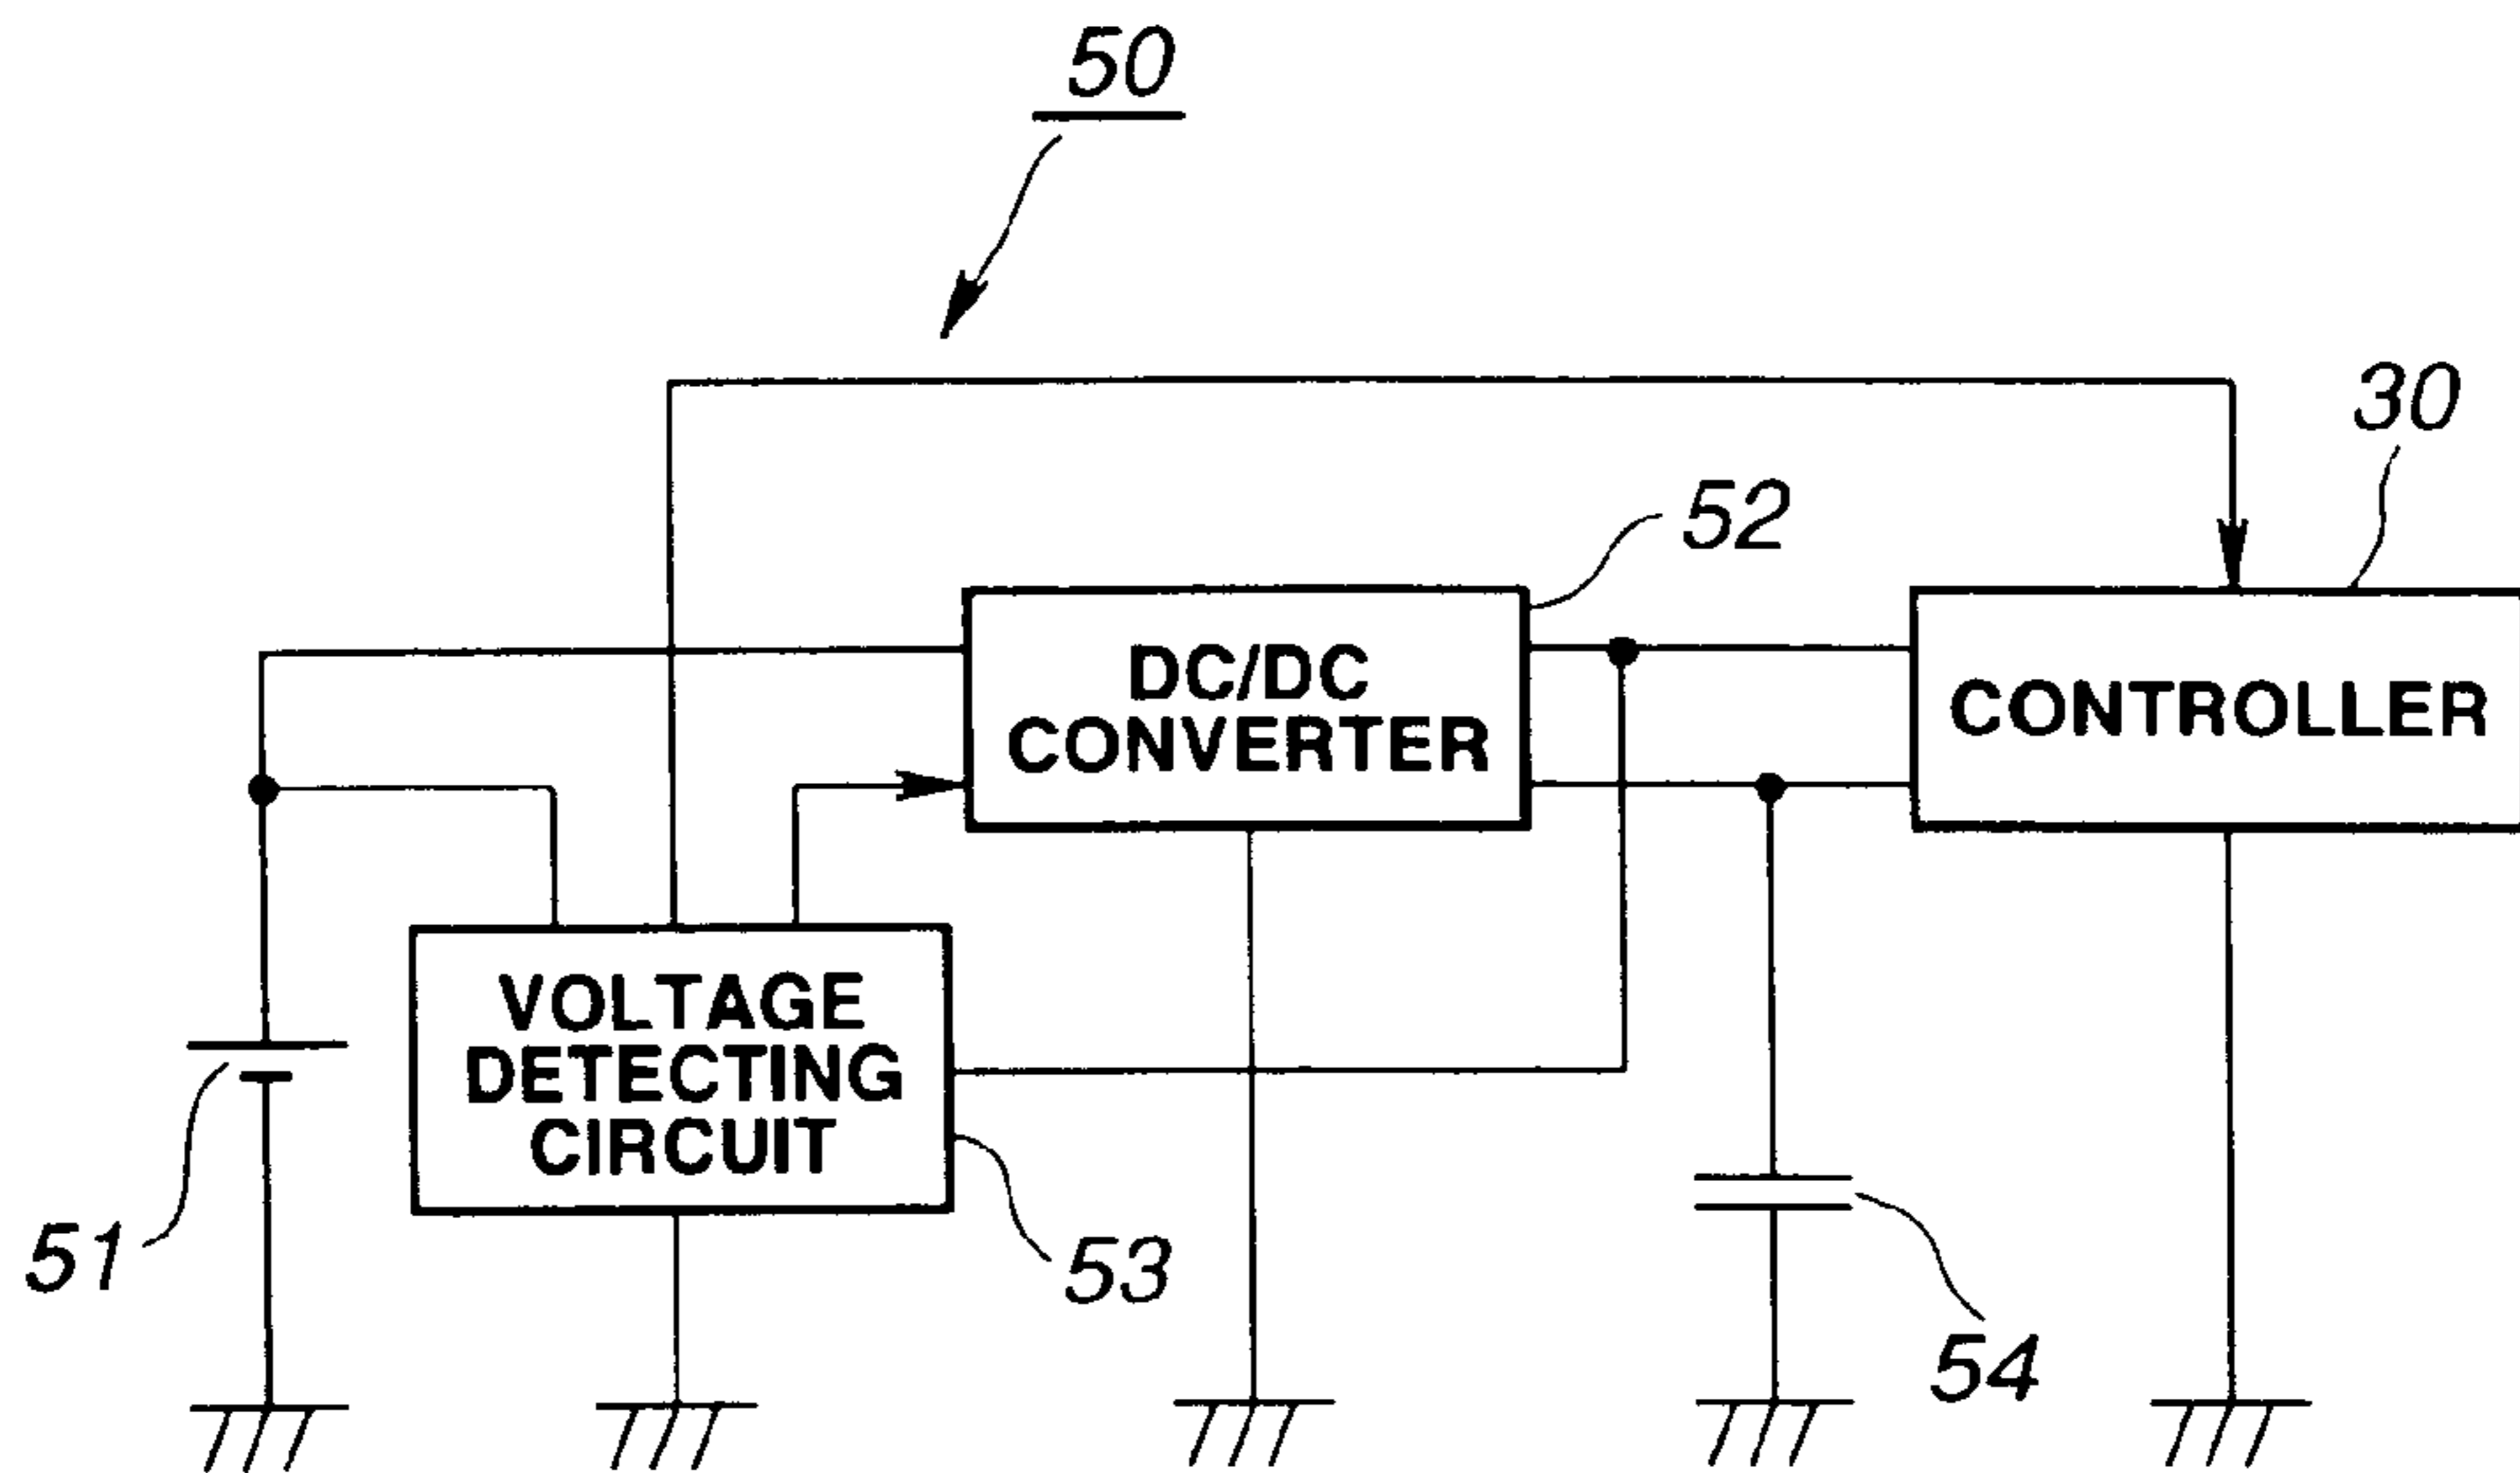 50
30
52
DC/DC
CONVERTER
CONTROLLER
VOLTAGE
DETECTING
CIRCUIT
51
53
54